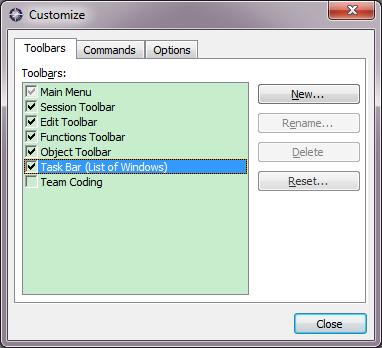 Customize
Toolbars Commands Options
Toolbars:
Main Menu
Session Toolbar
Edit Toolbar
Functions Toolbar
Object Toolbar
Task Bar (List of Windows)
Team Coding
New...
Rename...
Delete
Reset...
Close